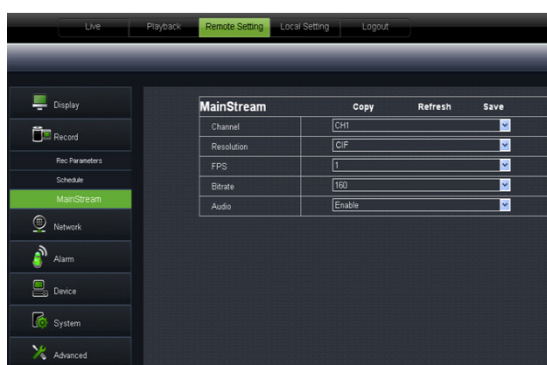 Live Playback Remote Setting Local Setting Logout
Display
Record
Rec Parameters
Schedule
MainStream
Network
Alarm
Device
System
Advanced
MainStream Copy Refresh Save
Channel CH1
Resolution CIF
FPS 1
Bitrate 160
Audio Enable